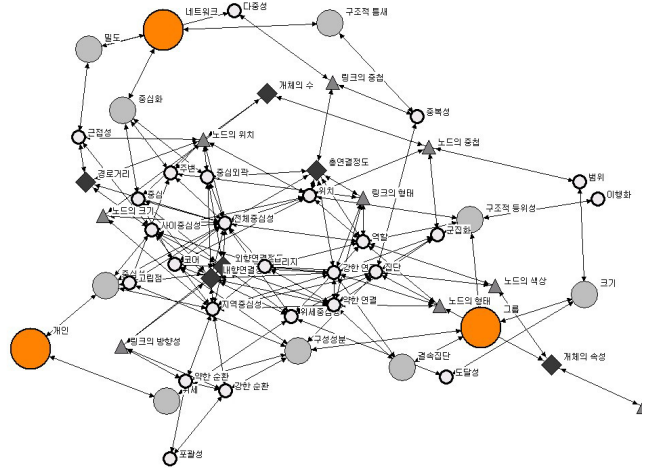 네트워크
다중성
구조적 틈새
밀도
링크의 중첩
개체의 수
중심화
중복성
근접성
노드의 위치
노드의 중첩
총연결정도
경로거리
주변
중심외곽
범위
이행화
중심
위치
링크의 형태
노드의 크기
전체중심성
구조적 등위성
사이중심성
역할
군집화
외향연결정
브리지
내향연결정
강한 연
집단
고립점
노드의 색상
크기
지역중심성
위세중심성
약한 연결
노드의 형태
그룹
개인
링크의 방향성
구성성분
결속집단
개체의 속성
도달성
약한 순환
위세
강한 순환
포괄성